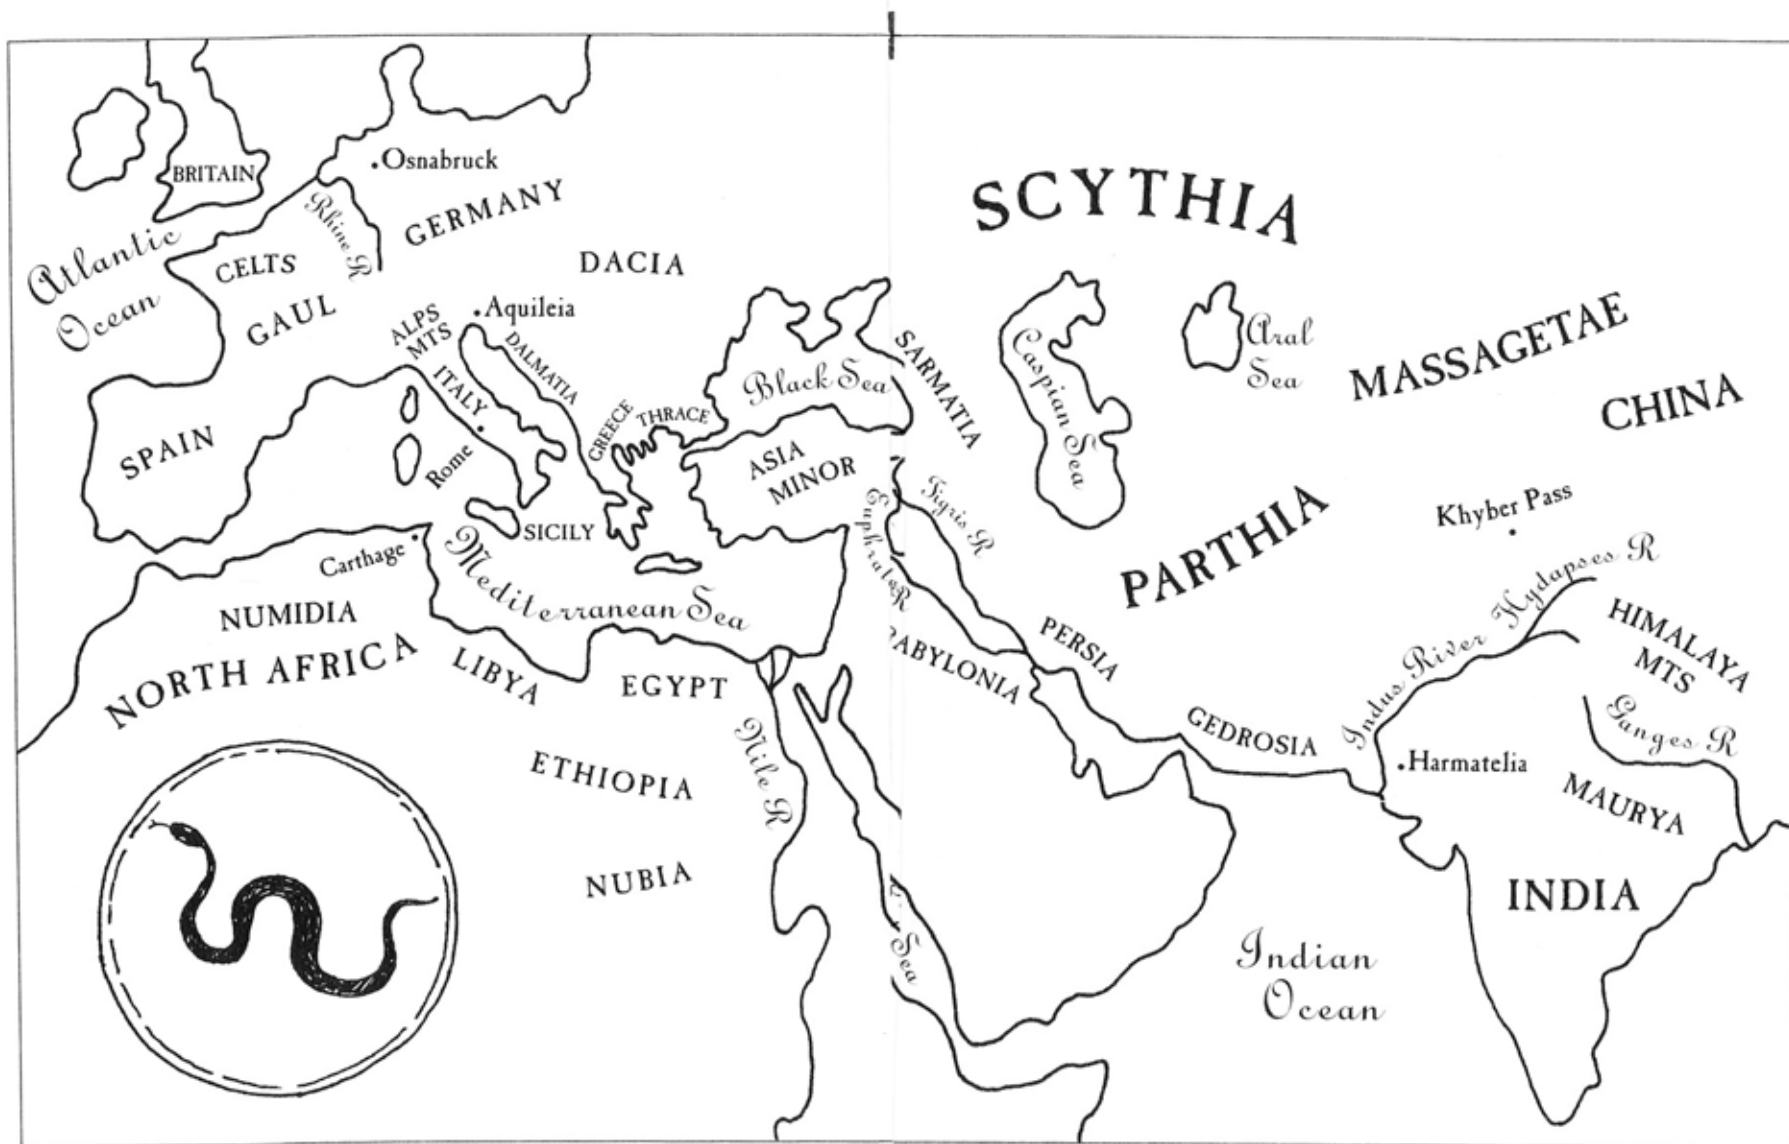 BRITAIN
Osnabruck
GERMANY
Rhine R
Atlantic
Ocean
CELTS
GAUL
DACIA
ALPS
MTS
Aquileia
DALMATIA
ITALY
Rome
SPAIN
GREECE
THRACE
Black Sea
ASIA
MINOR
SICILY
Carthage
Mediterranean Sea
NUMIDIA
NORTH AFRICA
LIBYA
EGYPT
Nile R
ETHIOPIA
NUBIA
SCYTHIA
SARMATIA
Caspian Sea
Aral
Sea
MASSAGETAE
CHINA
Khyber Pass
PARTHIA
Tigris R
PERSIA
GEDROSIA
Indus River
Hydapses R
HIMALAYA
MTS
Ganges R
Harmatelia
MAURYA
INDIA
Indian
Ocean
Sea